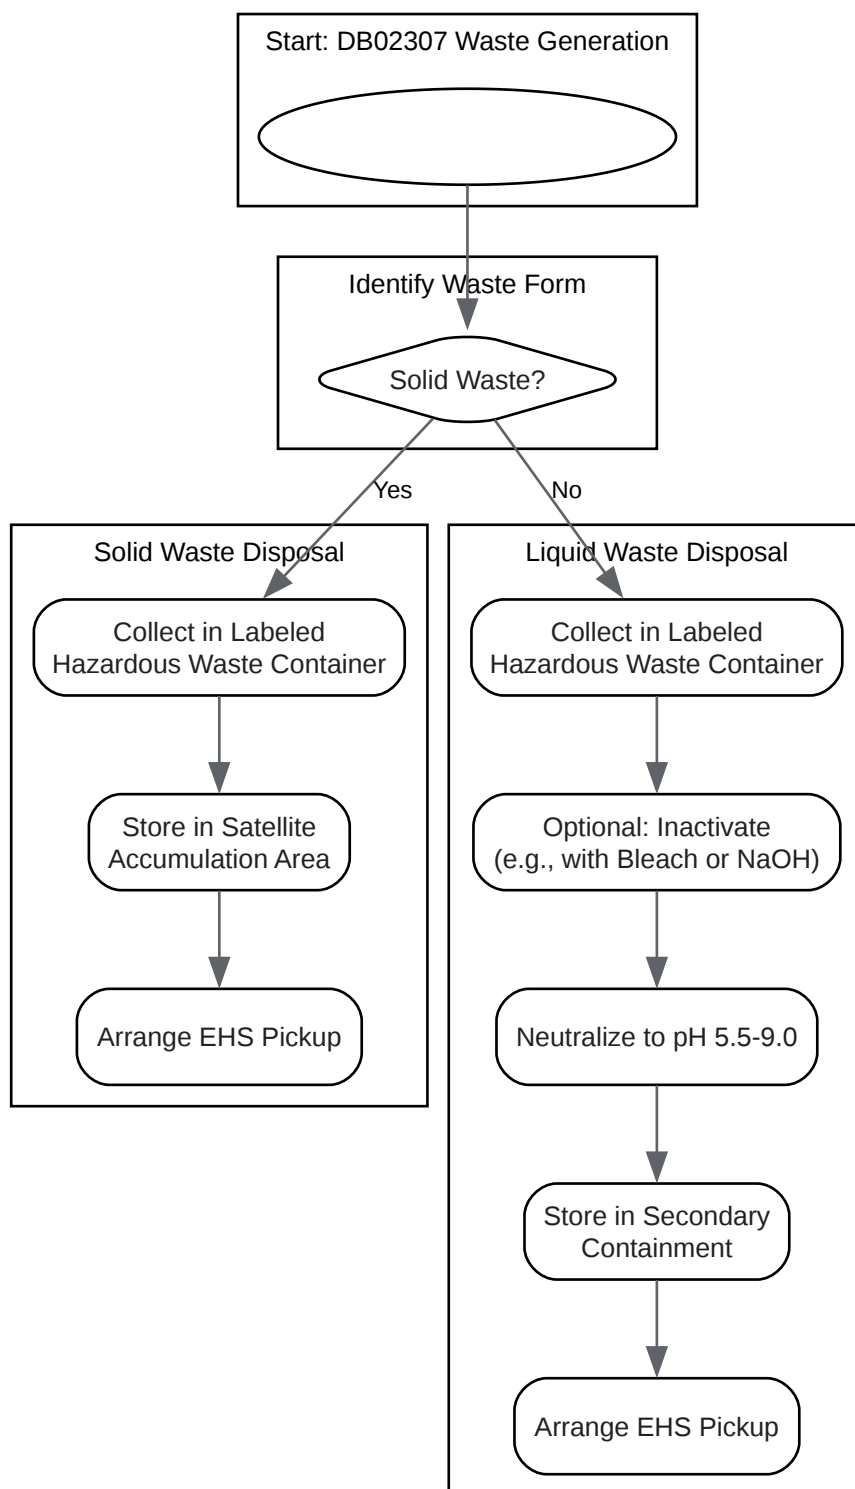 Start: DB02307 Waste Generation
Identify Waste Form
Solid Waste?
Yes
No
Solid Waste Disposal
Collect in Labeled
Hazardous Waste Container
Store in Satellite
Accumulation Area
Arrange EHS Pickup
Liquid Waste Disposal
Collect in Labeled
Hazardous Waste Container
Optional: Inactivate
(e.g., with Bleach or NaOH)
Neutralize to pH 5.5-9.0
Store in Secondary
Containment
Arrange EHS Pickup